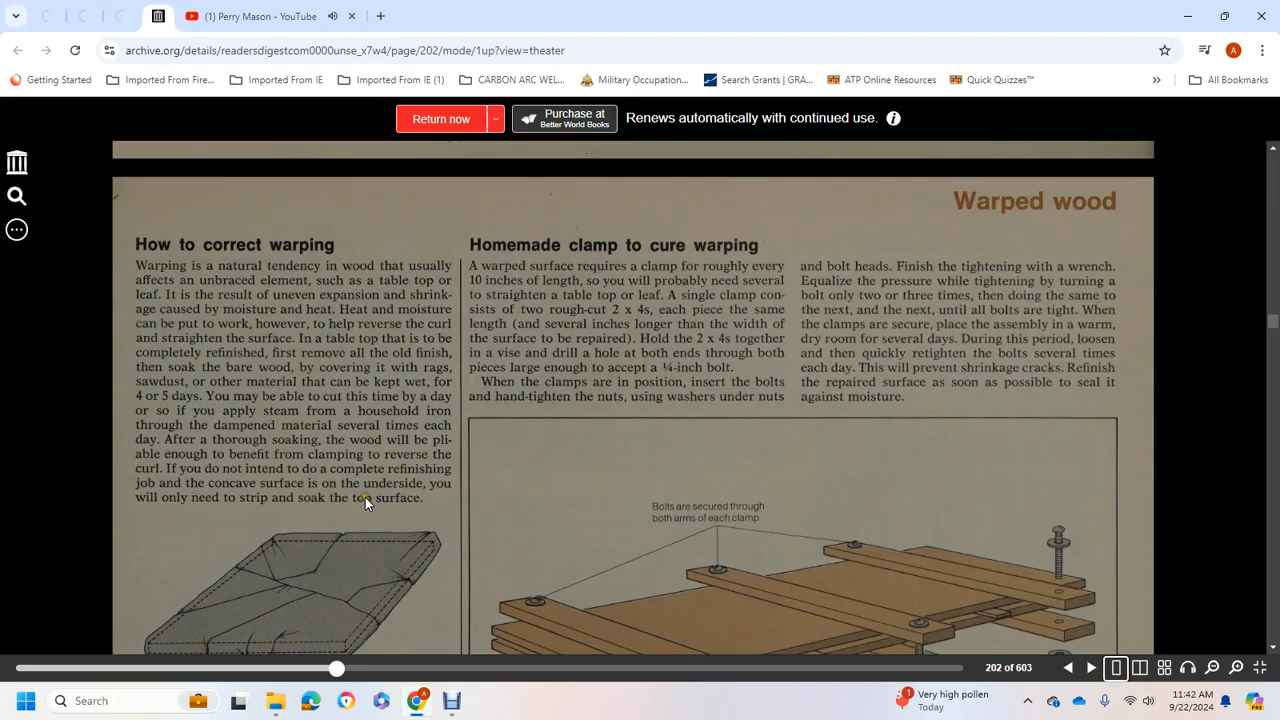 (1) Perry Mason - YouTube
archive.org/details/readersdigestcom0000unse_x7w4/page/202/mode/1up?view=theater
A
Getting Started
Imported From Fire...
Imported From IE
Imported From IE (1)
CARBON ARC WEL...
Military Occupation...
Search Grants | GRA...
ATP Online Resources
Quick Quizzes™
»
All Bookmarks
Return now
Purchase at
Better World Books
Renews automatically with continued use.
Warped wood
How to correct warping
Warping is a natural tendency in wood that usually
affects an unbraced element, such as a table top or
leaf. It is the result of uneven expansion and shrink-
age caused by moisture and heat. Heat and moisture
can be put to work, however, to help reverse the curl
and straighten the surface. In a table top that is to be
completely refinished, first remove all the old finish,
then soak the bare wood, by covering it with rags,
sawdust, or other material that can be kept wet, for
4 or 5 days. You may be able to cut this time by a day
or so if you apply steam from a household iron
through the dampened material several times each
day. After a thorough soaking, the wood will be pli-
able enough to benefit from clamping to reverse the
curl. If you do not intend to do a complete refinishing
job and the concave surface is on the underside, you
will only need to strip and soak the top surface.
Homemade clamp to cure warping
A warped surface requires a clamp for roughly every
10 inches of length, so you will probably need several
to straighten a table top or leaf. A single clamp con-
sists of two rough-cut 2 x 4s, each piece the same
length (and several inches longer than the width of
the surface to be repaired). Hold the 2 x 4s together
in a vise and drill a hole at both ends through both
pieces large enough to accept a ¼-inch bolt.
When the clamps are in position, insert the bolts
and hand-tighten the nuts, using washers under nuts
and bolt heads. Finish the tightening with a wrench.
Equalize the pressure while tightening by turning a
bolt only two or three times, then doing the same to
the next, and the next, until all bolts are tight. When
the clamps are secure, place the assembly in a warm,
dry room for several days. During this period, loosen
and then quickly retighten the bolts several times
each day. This will prevent shrinkage cracks. Refinish
the repaired surface as soon as possible to seal it
against moisture.
Bolts are secured through
both arms of each clamp
202 of 603
Search
1
Very high pollen
Today
11:42 AM
9/22/2024